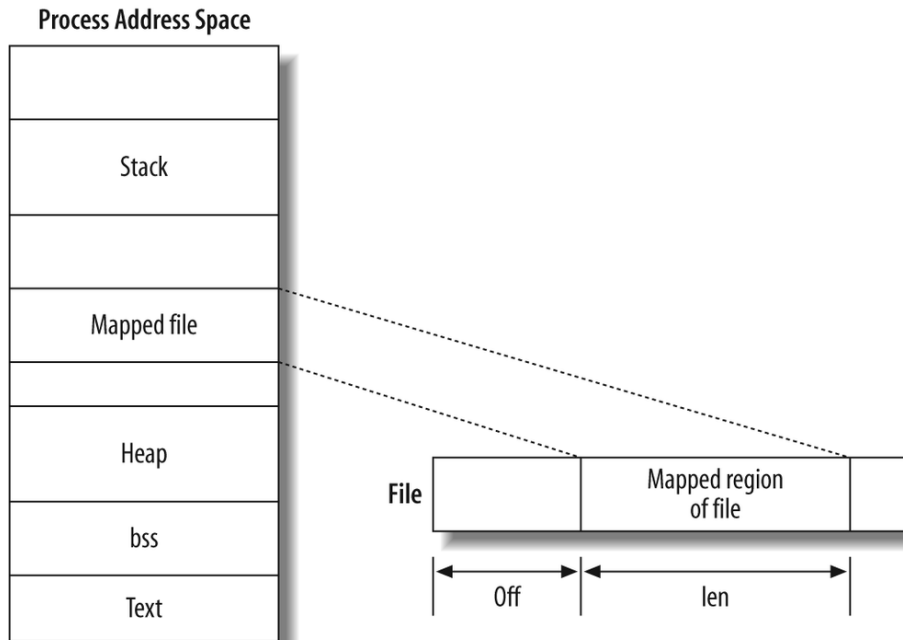 Process Address Space
Stack
Mapped file
Heap
bss
Text
File
Mapped region
of file
Off
len